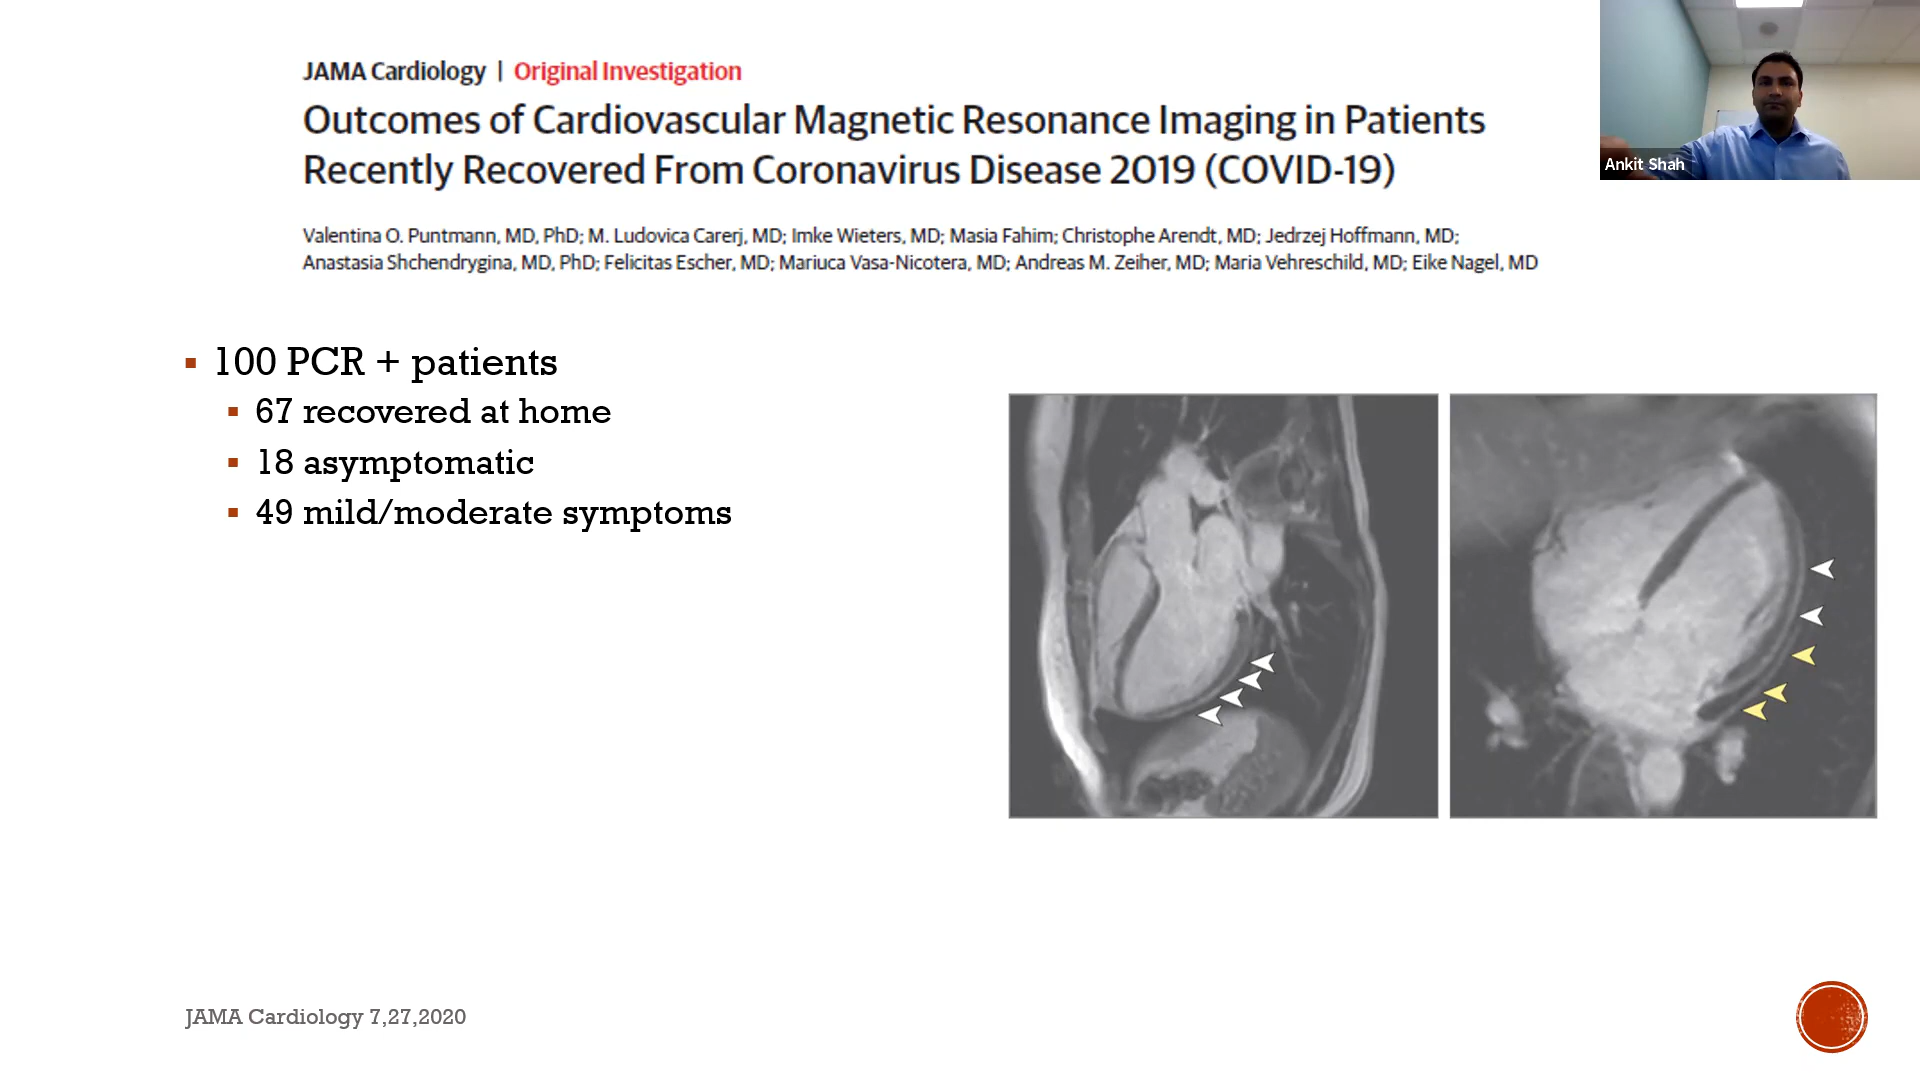 JAMA Cardiology | Original Investigation
Outcomes of Cardiovascular Magnetic Resonance Imaging in Patients
Recently Recovered From Coronavirus Disease 2019 (COVID-19)
Valentina O. Puntmann, MD, PhD; M. Ludovica Carerj, MD; Imke Wieters, MD; Masia Fahim; Christophe Arendt, MD; Jedrzej Hoffmann, MD;
Anastasia Shchendrygina, MD, PhD; Felicitas Escher, MD; Mariuca Vasa-Nicotera, MD; Andreas M. Zeiher, MD; Maria Vehreschild, MD; Eike Nagel, MD
Ankit Shah
100 PCR + patients
67 recovered at home
18 asymptomatic
49 mild/moderate symptoms
JAMA Cardiology 7,27,2020